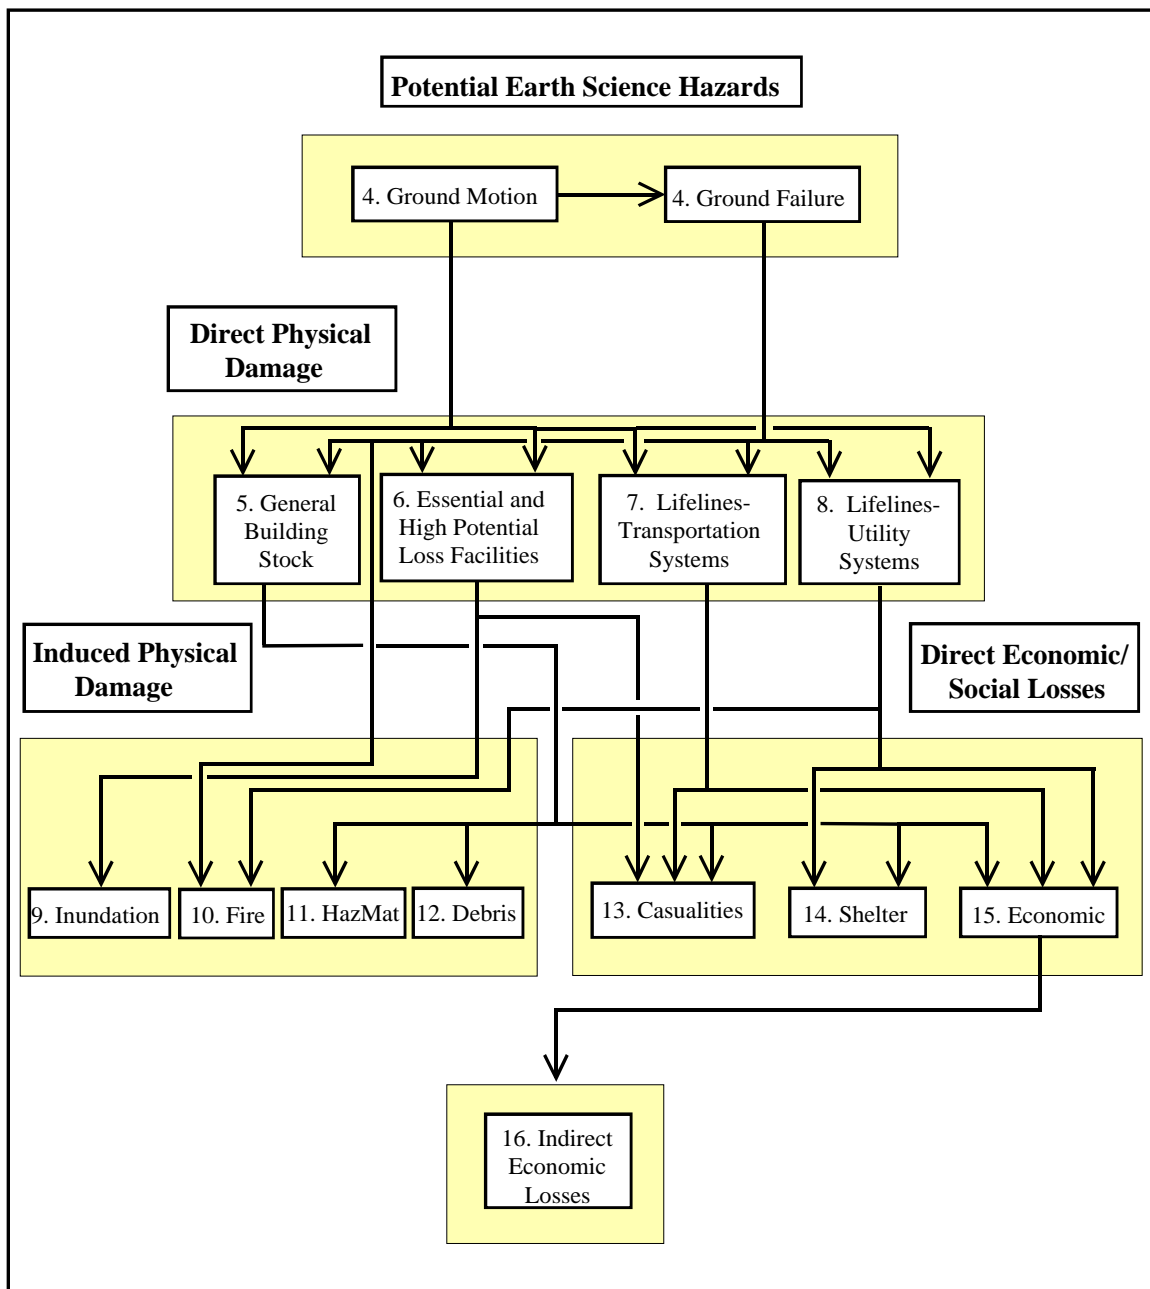 Potential Earth Science Hazards
4. Ground Motion
4. Ground Failure
Direct Physical
Damage
5. General
Building
Stock
6. Essential and
High Potential
Loss Facilities
7. Lifelines-
Transportation
Systems
8. Lifelines-
Utility
Systems
Induced Physical
Damage
Direct Economic/
Social Losses
9. Inundation
10. Fire
11. HazMat
12. Debris
13. Casualities
14. Shelter
15. Economic
16. Indirect
Economic
Losses